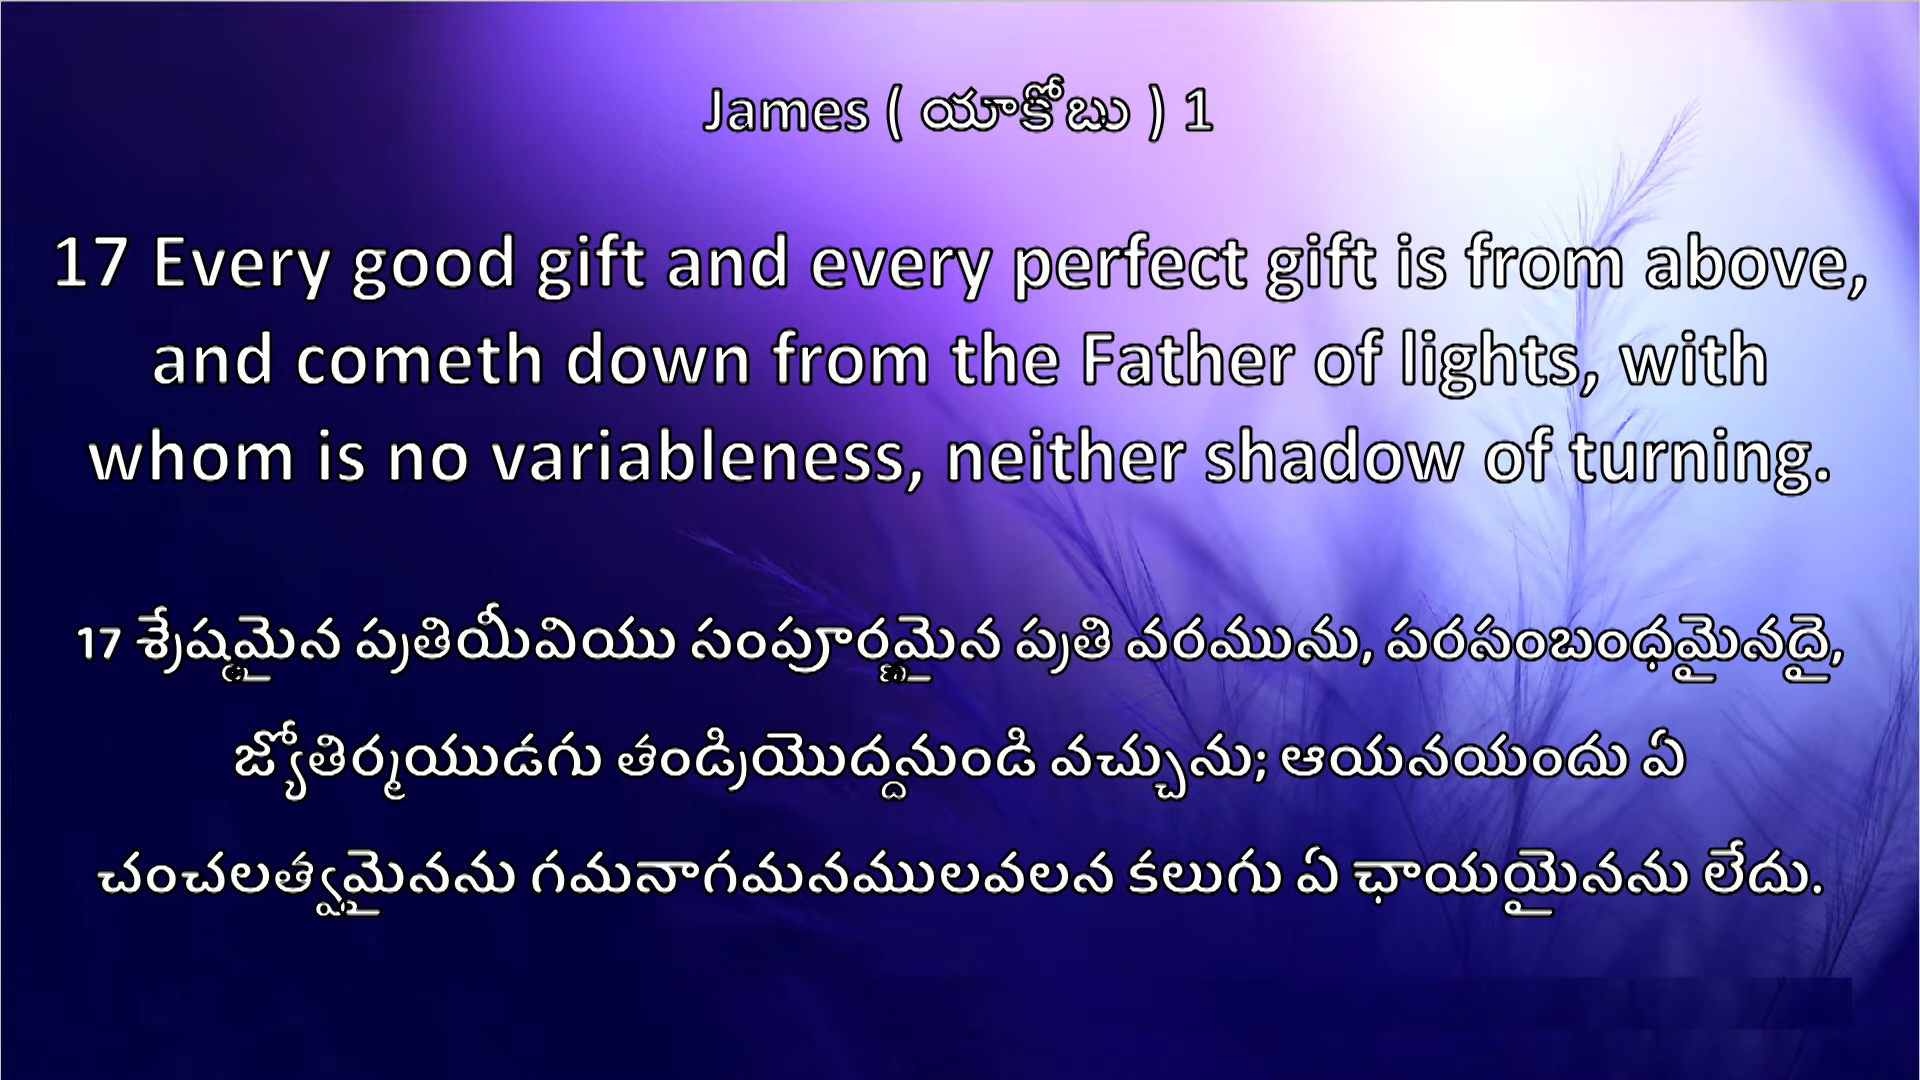 James ( యాకోబు ) 1
17 Every good gift and every perfect gift is from above,
and cometh down from the Father of lights, with
whom is no variableness, neither shadow of turning.
17 శ్రేష్ఠమైన ప్రతియీవియు సంపూర్ణమైన ప్రతి వరమును, పరసంబంధమైనదై,
జ్యోతిర్మయుడగు తండ్రియొద్దనుండి వచ్చును; ఆయనయందు ఏ
చంచలత్వమైనను గమనాగమనములవలన కలుగు ఏ ఛాయయైనను లేదు.